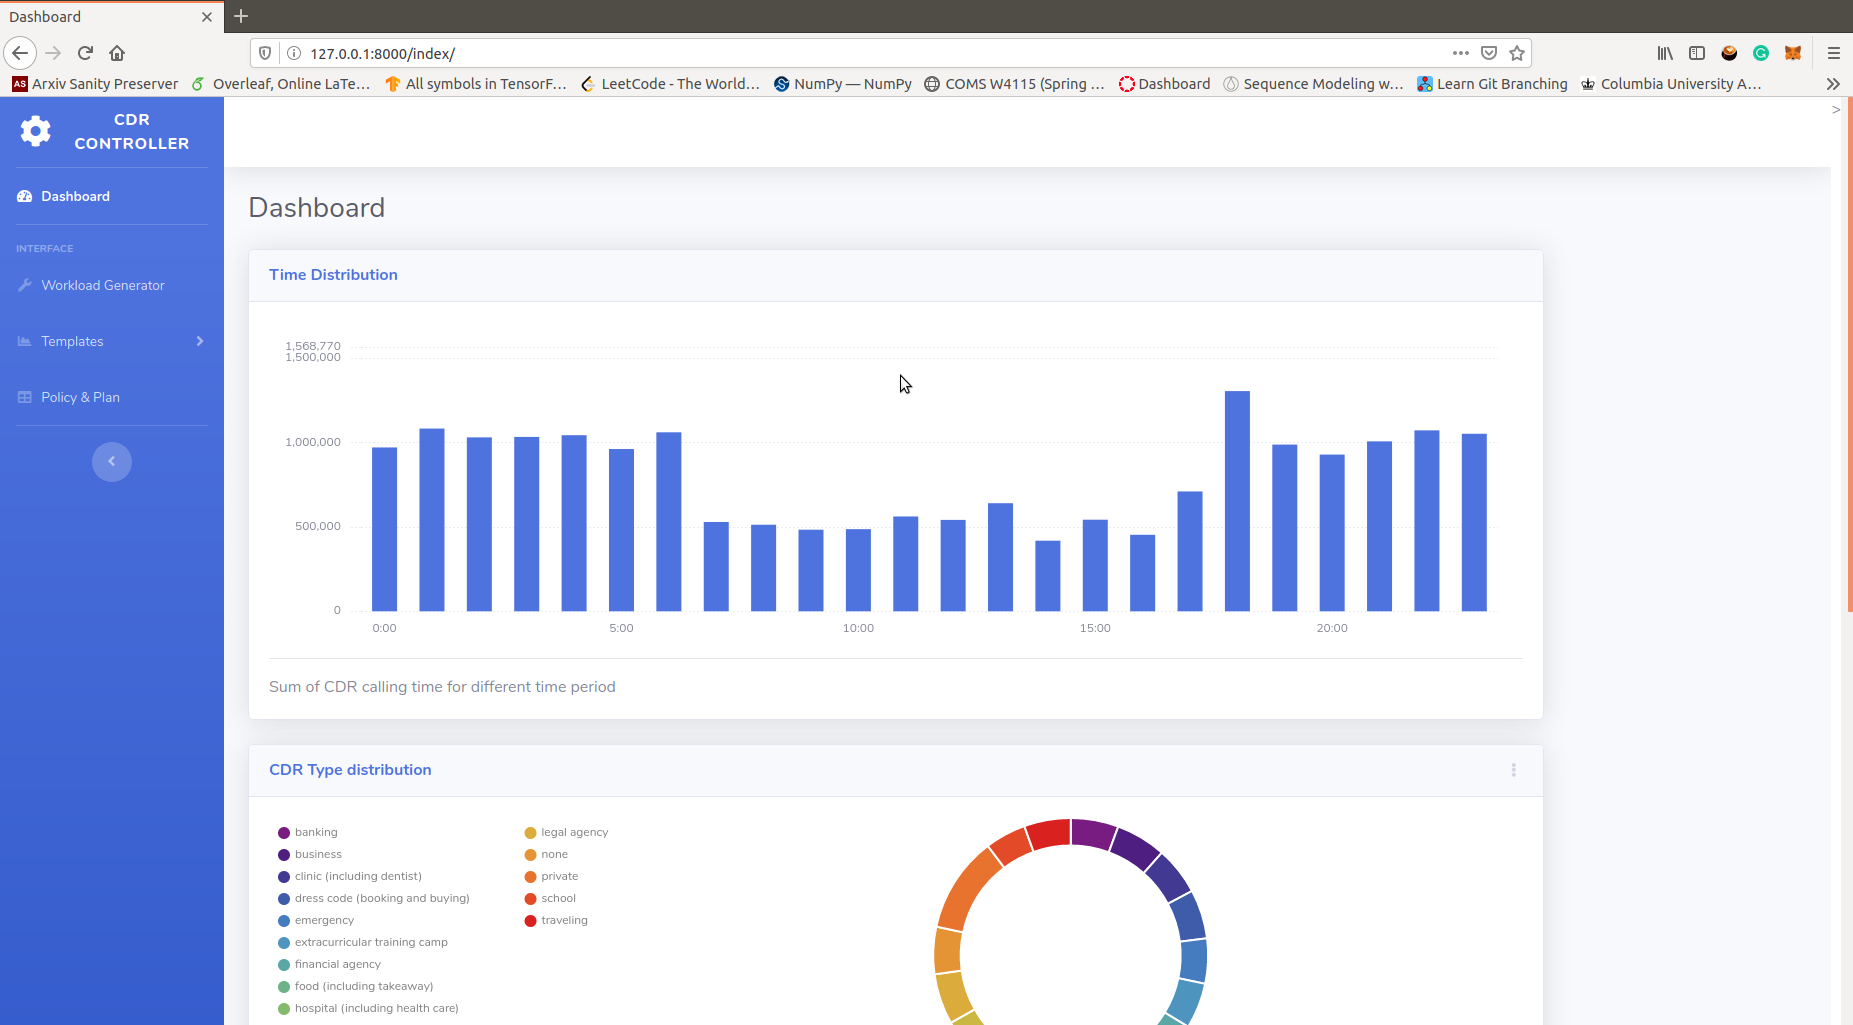 Dashboard
127.0.0.1:8000/index/
Arxiv Sanity Preserver
Overleaf, Online LaTe...
All symbols in TensorF...
LeetCode - The World...
NumPy — NumPy
COMS W4115 (Spring ...
Dashboard
Sequence Modeling w...
Learn Git Branching
Columbia University A...
CDR
CONTROLLER
Dashboard
INTERFACE
Workload Generator
Templates
Policy & Plan
>
Dashboard
Time Distribution
1,568,770
1,500,000
1,000,000
500,000
0
0:00
5:00
10:00
15:00
20:00
Sum of CDR calling time for different time period
CDR Type distribution
banking
business
clinic (including dentist)
dress code (booking and buying)
emergency
extracurricular training camp
financial agency
food (including takeaway)
hospital (including health care)
legal agency
none
private
school
traveling